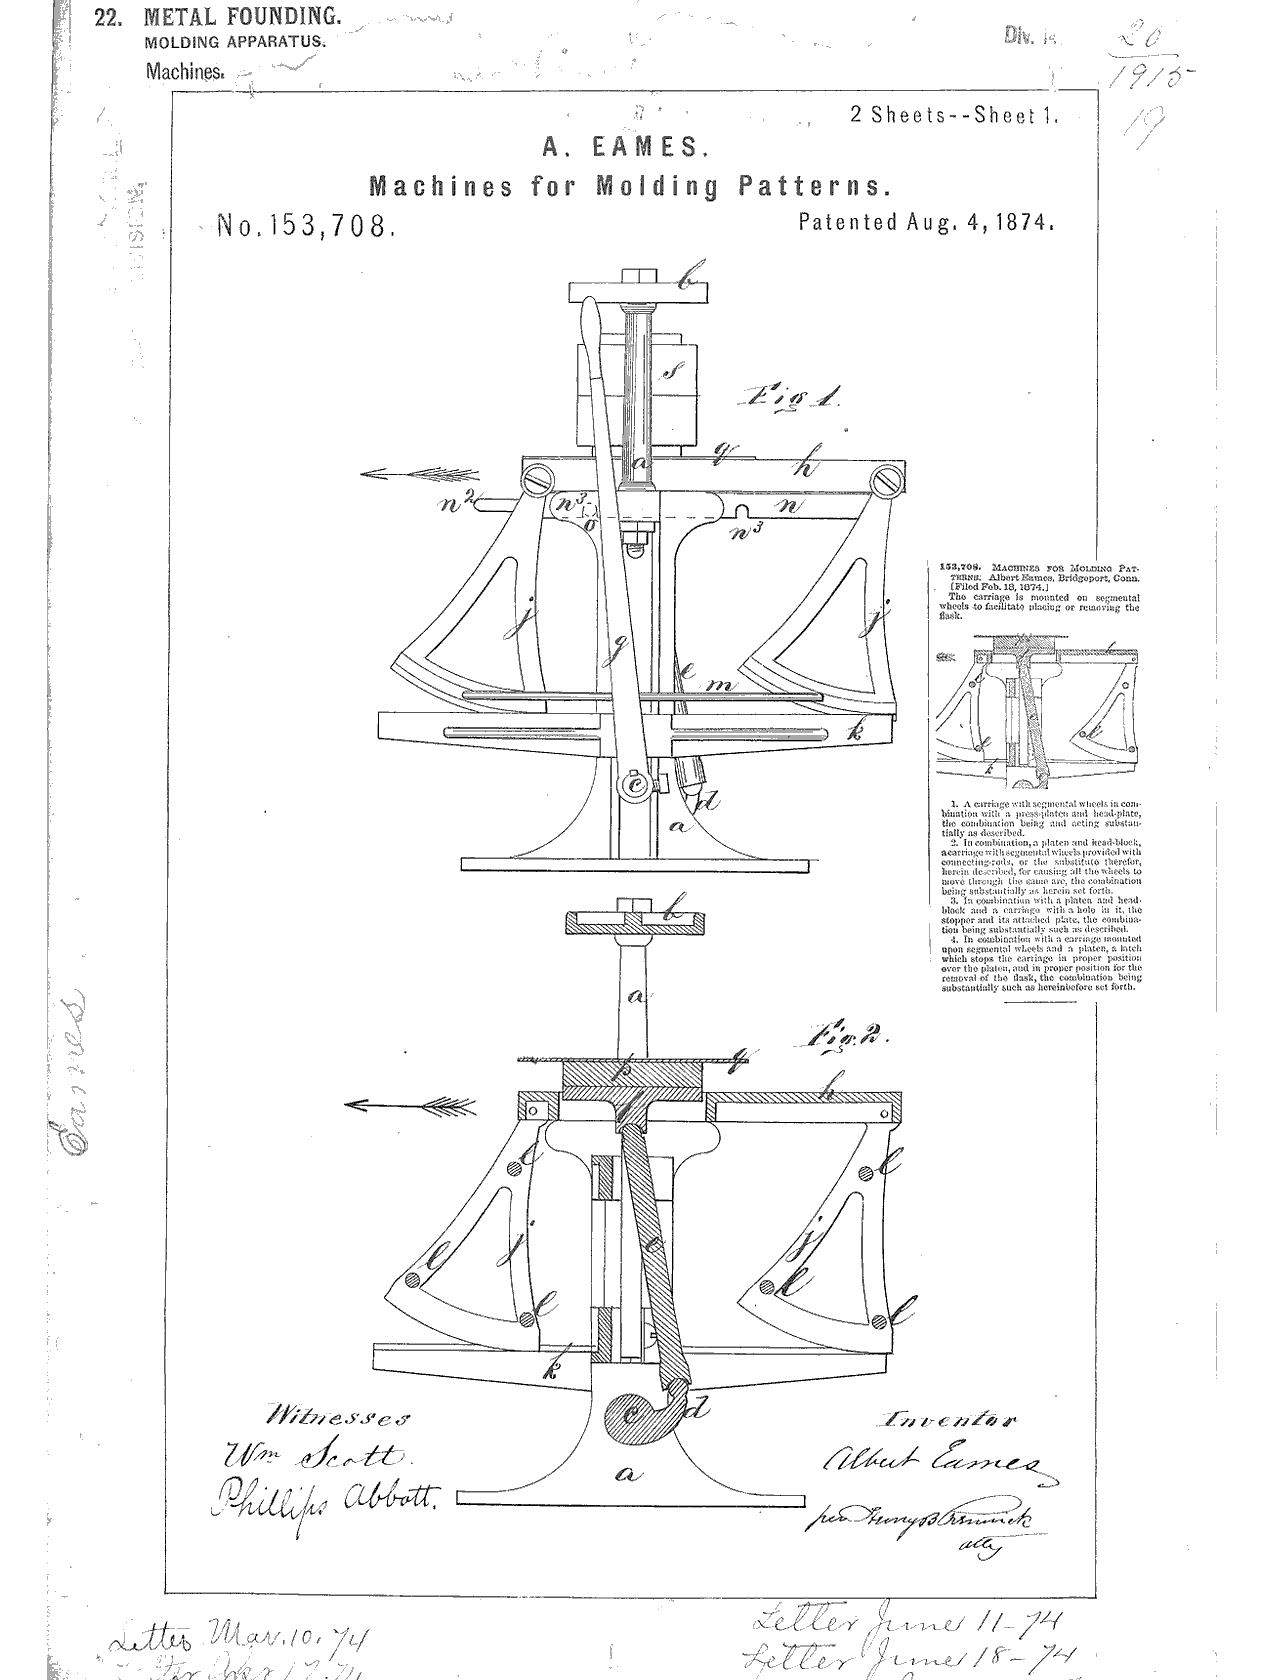 22. METAL FOUNDING.
MOLDING APPARATUS.
Machines.
Div.
20
1915
19
2 Sheets--Sheet 1.
A. EAMES.
Machines for Molding Patterns.
No. 153,708.
Patented Aug. 4, 1874.
b
s
Fig 1.
a
q
h
n²
n³
o
n
n³
j
g
j
e
m
k
c
d
a
153,708. MACHINES FOR MOLDING PAT-
TERNS. Albert Eames, Bridgeport, Conn.
[Filed Feb. 18, 1874.]
The carriage is mounted on segmental
wheels to facilitate placing or removing the
flask.
k
1. A carriage with segmental wheels in com-
bination with a press-platen and head-plate,
the combination being and acting substan-
tially as described.
2. In combination, a platen and head-block,
a carriage with segmental wheels provided with
connecting-rods, or the substitute therefor,
herein described, for causing all the wheels to
move through the same arc, the combination
being substantially as herein set forth.
3. In combination with a platen and head-
block and a carriage with a hole in it, the
stopper and its attached plate, the combina-
tion being substantially such as described.
4. In combination with a carriage mounted
upon segmental wheels and a platen, a latch
which stops the carriage in proper position
over the platen, and in proper position for the
removal of the flask, the combination being
substantially such as hereinbefore set forth.
b
a
Fig. 2.
q
p
h
f
l
l
j
e
j
l
l
l
l
k
c
d
a
Eames
Witnesses
Wm Scott.
Phillips Abbott.
Inventor
Albert Eames
per Henry B
atty
Letter Mar. 10. 74
Letter June 11-74
Letter June 18-74